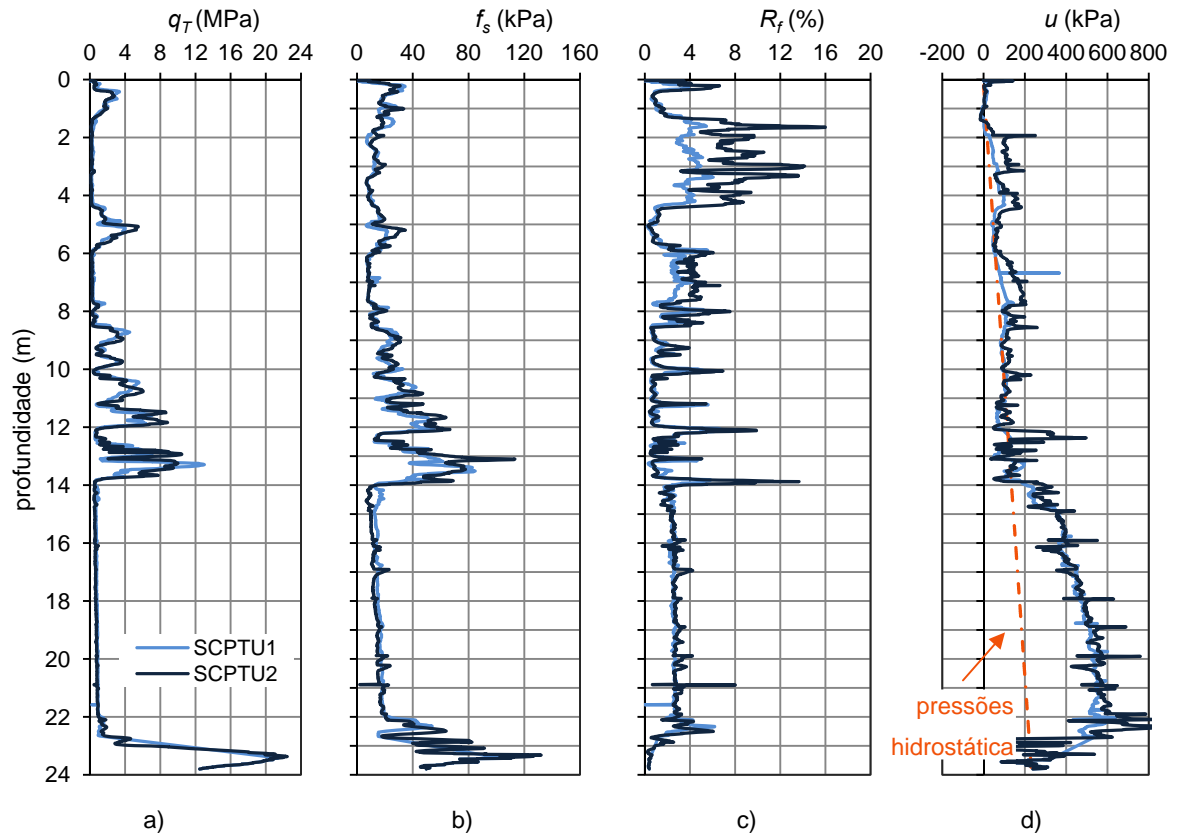 q_T (MPa)
f_s (kPa)
R_f (%)
u (kPa)
0 4 8 12 16 20 24
0 40 80 120 160
0 4 8 12 16 20
-200 0 200 400 600 800
0
2
4
6
8
10
12
14
16
18
20
22
24
profundidade (m)
SCPTU1
SCPTU2
pressões
hidrostática
a)
b)
c)
d)